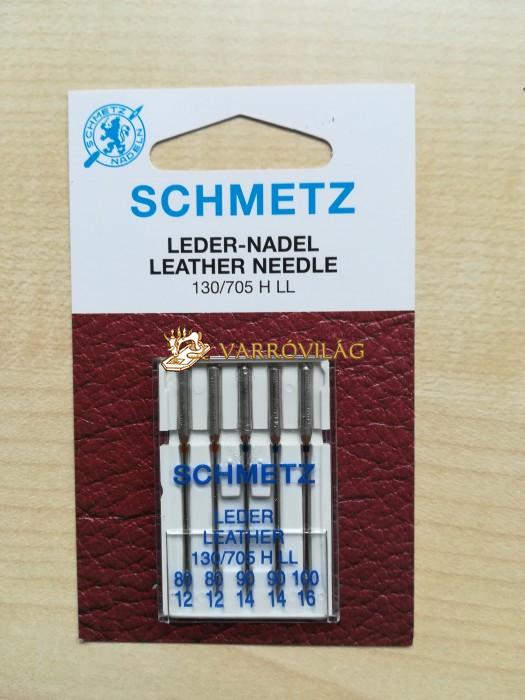 SCHMETZ
NADELN
SCHMETZ
LEDER-NADEL
LEATHER NEEDLE
130/705 H LL
VARRÓVILÁG
SCHMETZ
LEDER
LEATHER
130/705 H LL
80 80 90 90 100
12 12 14 14 16